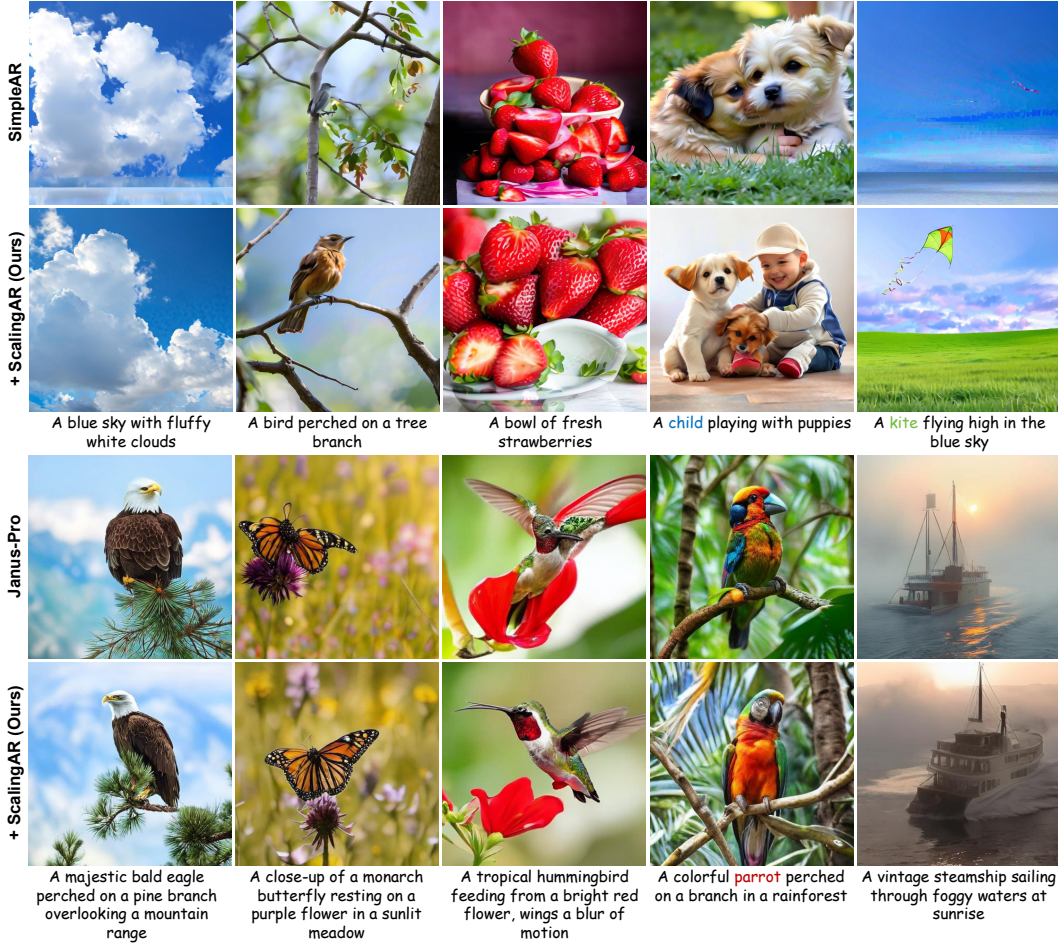 SimpleAR
+ ScalingAR (Ours)
A blue sky with fluffy
white clouds
A bird perched on a tree
branch
A bowl of fresh
strawberries
A child playing with puppies
A kite flying high in the
blue sky
Janus-Pro
+ ScalingAR (Ours)
A majestic bald eagle
perched on a pine branch
overlooking a mountain
range
A close-up of a monarch
butterfly resting on a
purple flower in a sunlit
meadow
A tropical hummingbird
feeding from a bright red
flower, wings a blur of
motion
A colorful parrot perched
on a branch in a rainforest
A vintage steamship sailing
through foggy waters at
sunrise